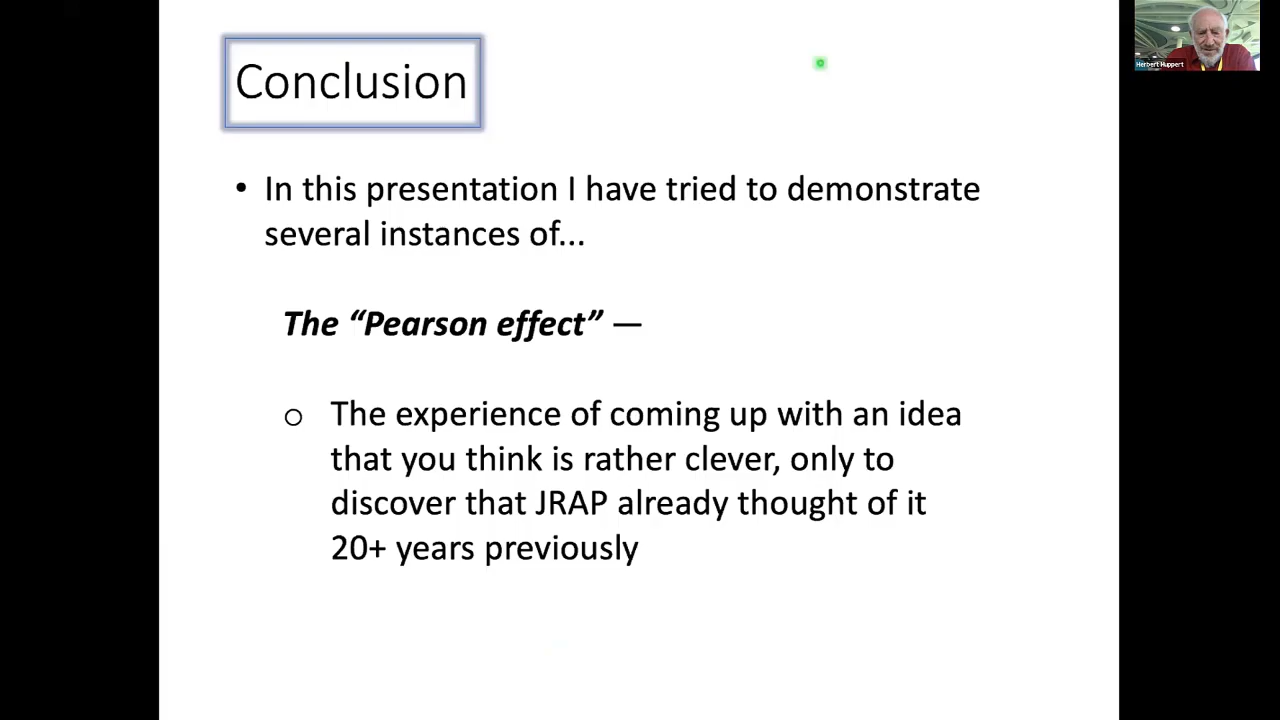 Conclusion
Herbert Huppert
• In this presentation I have tried to demonstrate
several instances of...
The “Pearson effect” —
o The experience of coming up with an idea
that you think is rather clever, only to
discover that JRAP already thought of it
20+ years previously